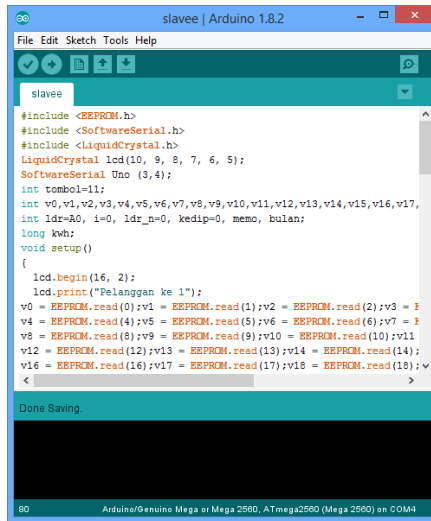 slavee | Arduino 1.8.2
File Edit Sketch Tools Help
slavee
#include <EEPROM.h>
#include <SoftwareSerial.h>
#include <LiquidCrystal.h>
LiquidCrystal lcd(10, 9, 8, 7, 6, 5);
SoftwareSerial Uno (3,4);
int tombol=11;
int v0,v1,v2,v3,v4,v5,v6,v7,v8,v9,v10,v11,v12,v13,v14,v15,v16,v17,
int ldr=A0, i=0, ldr_n=0, kedip=0, memo, bulan;
long kwh;
void setup()
{
lcd.begin(16, 2);
lcd.print("Pelanggan ke 1");
v0 = EEPROM.read(0);v1 = EEPROM.read(1);v2 = EEPROM.read(2);v3 =
v4 = EEPROM.read(4);v5 = EEPROM.read(5);v6 = EEPROM.read(6);v7 =
v8 = EEPROM.read(8);v9 = EEPROM.read(9);v10 = EEPROM.read(10);v11
v12 = EEPROM.read(12);v13 = EEPROM.read(13);v14 = EEPROM.read(14);
v16 = EEPROM.read(16);v17 = EEPROM.read(17);v18 = EEPROM.read(18);
Done Saving.
80 Arduino/Genuino Mega or Mega 2560, ATmega2560 (Mega 2560) on COM4